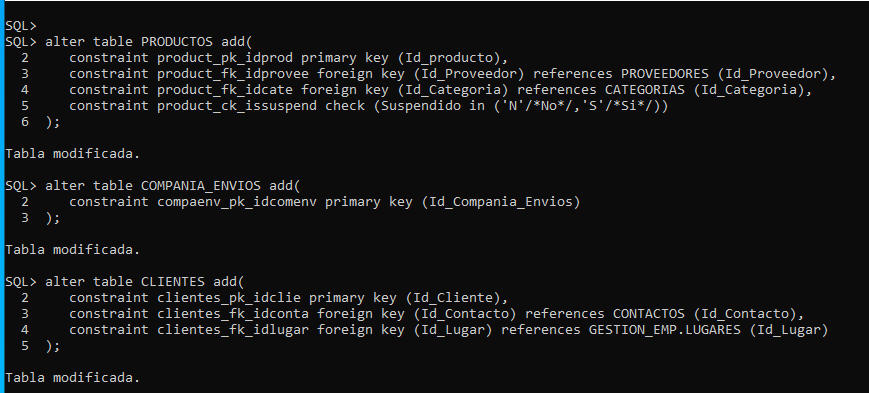 SQL>
SQL> alter table PRODUCTOS add(
  2     constraint product_pk_idprod primary key (Id_producto),
  3     constraint product_fk_idprovee foreign key (Id_Proveedor) references PROVEEDORES (Id_Proveedor),
  4     constraint product_fk_idcate foreign key (Id_Categoria) references CATEGORIAS (Id_Categoria),
  5     constraint product_ck_issuspend check (Suspendido in ('N'/*No*/,'S'/*Si*/))
  6  );
Tabla modificada.
SQL> alter table COMPANIA_ENVIOS add(
  2     constraint compaenv_pk_idcomenv primary key (Id_Compania_Envios)
  3  );
Tabla modificada.
SQL> alter table CLIENTES add(
  2     constraint clientes_pk_idclie primary key (Id_Cliente),
  3     constraint clientes_fk_idconta foreign key (Id_Contacto) references CONTACTOS (Id_Contacto),
  4     constraint clientes_fk_idlugar foreign key (Id_Lugar) references GESTION_EMP.LUGARES (Id_Lugar)
  5  );
Tabla modificada.